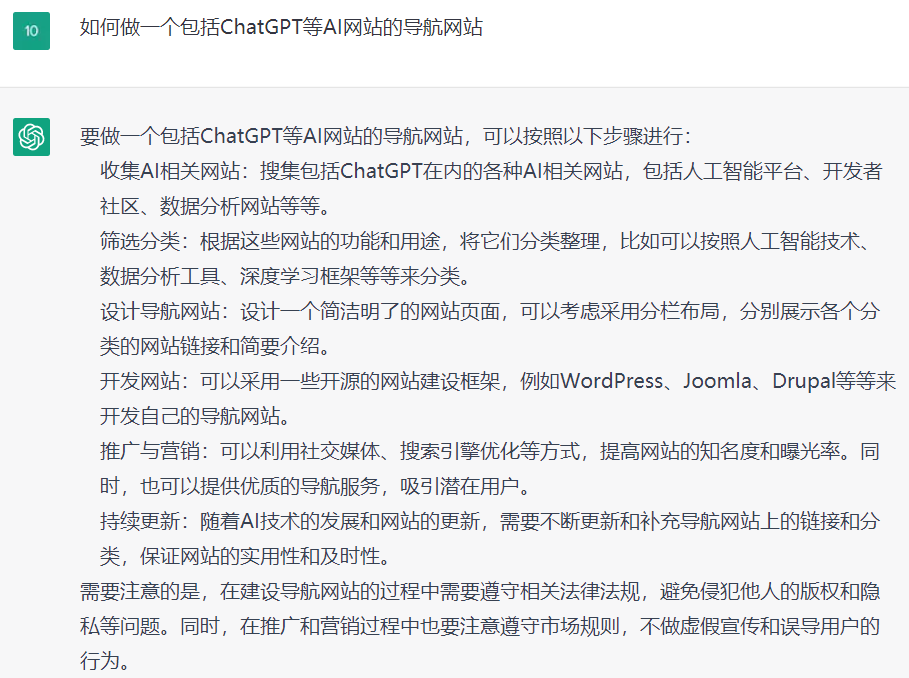 10
如何做一个包括ChatGPT等AI网站的导航网站
要做一个包括ChatGPT等AI网站的导航网站，可以按照以下步骤进行：
收集AI相关网站：搜集包括ChatGPT在内的各种AI相关网站，包括人工智能平台、开发者
社区、数据分析网站等等。
筛选分类：根据这些网站的功能和用途，将它们分类整理，比如可以按照人工智能技术、
数据分析工具、深度学习框架等等来分类。
设计导航网站：设计一个简洁明了的网站页面，可以考虑采用分栏布局，分别展示各个分
类的网站链接和简要介绍。
开发网站：可以采用一些开源的网站建设框架，例如WordPress、Joomla、Drupal等等来
开发自己的导航网站。
推广与营销：可以利用社交媒体、搜索引擎优化等方式，提高网站的知名度和曝光率。同
时，也可以提供优质的导航服务，吸引潜在用户。
持续更新：随着AI技术的发展和网站的更新，需要不断更新和补充导航网站上的链接和分
类，保证网站的实用性和及时性。
需要注意的是，在建设导航网站的过程中需要遵守相关法律法规，避免侵犯他人的版权和隐
私等问题。同时，在推广和营销过程中也要注意遵守市场规则，不做虚假宣传和误导用户的
行为。